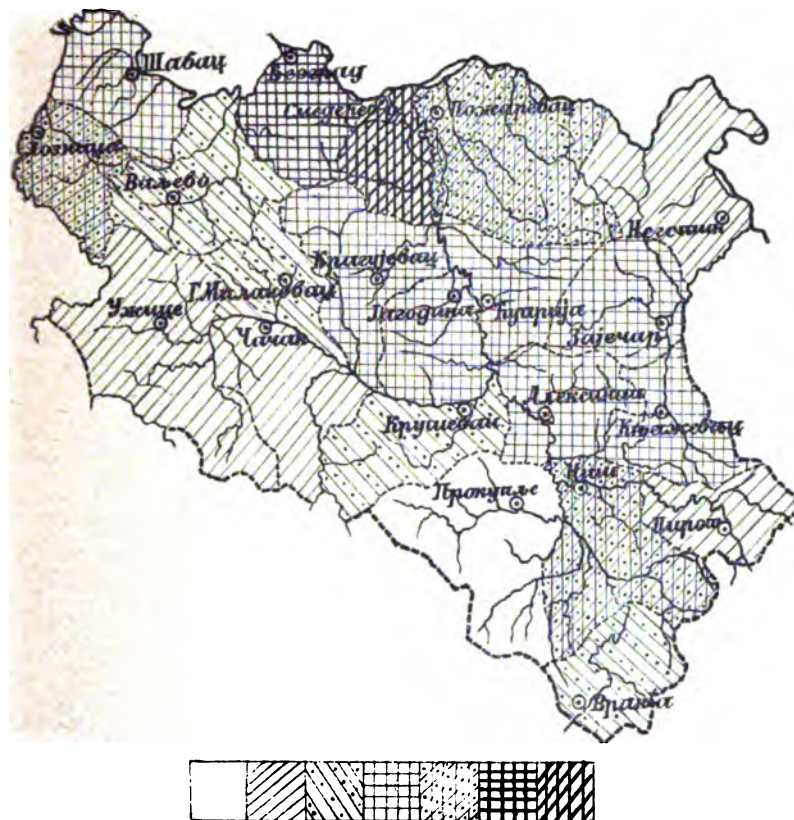 Шабац
Београд
Смедерево
Пожаревац
Лозница
Ваљево
Неготин
Крагујевац
Г. Милановац
Јагодина
Ћуприја
Ужице
Чачак
Зајечар
Алексинац
Крушевац
Књажевац
Ниш
Прокупље
Пирот
Врања